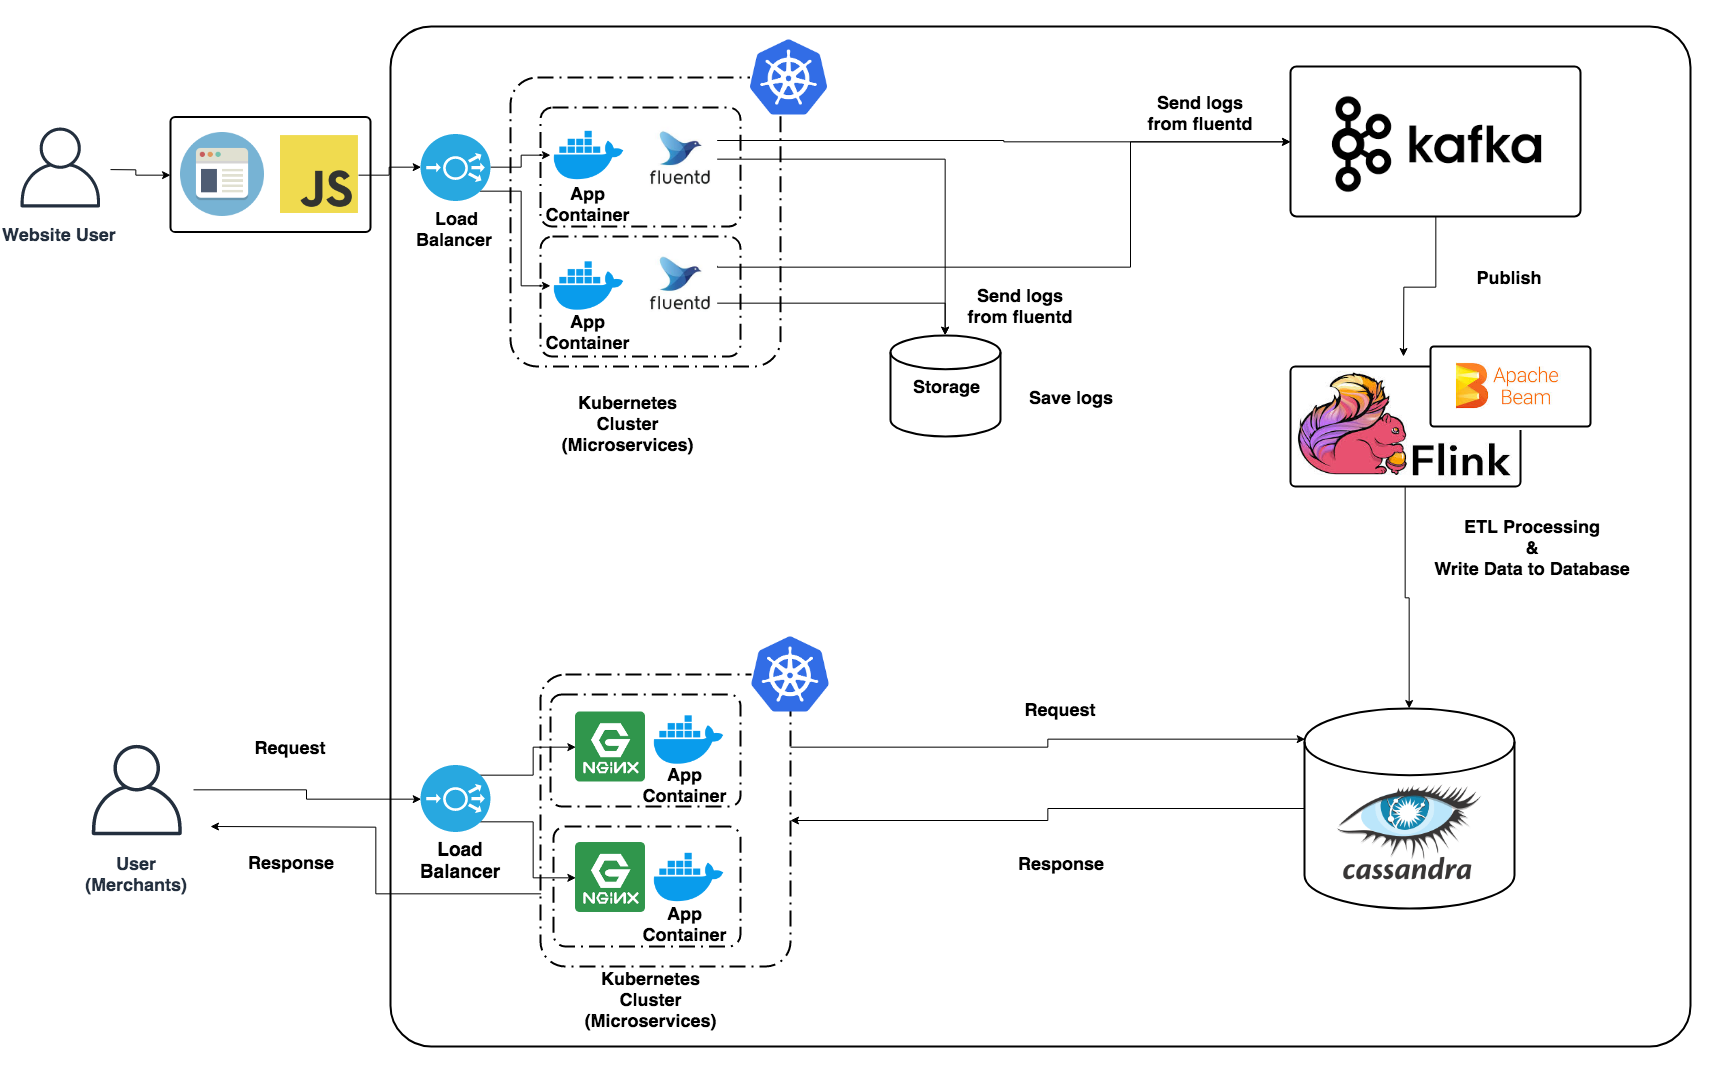 Website User
JS
Load
Balancer
App
Container
fluentd
App
Container
fluentd
Kubernetes
Cluster
(Microservices)
Send logs
from fluentd
kafka
Send logs
from fluentd
Storage
Save logs
Publish
Apache
Beam
Flink
ETL Processing
&
Write Data to Database
User
(Merchants)
Request
Response
Load
Balancer
NGiNX
App
Container
NGiNX
App
Container
Kubernetes
Cluster
(Microservices)
Request
Response
cassandra